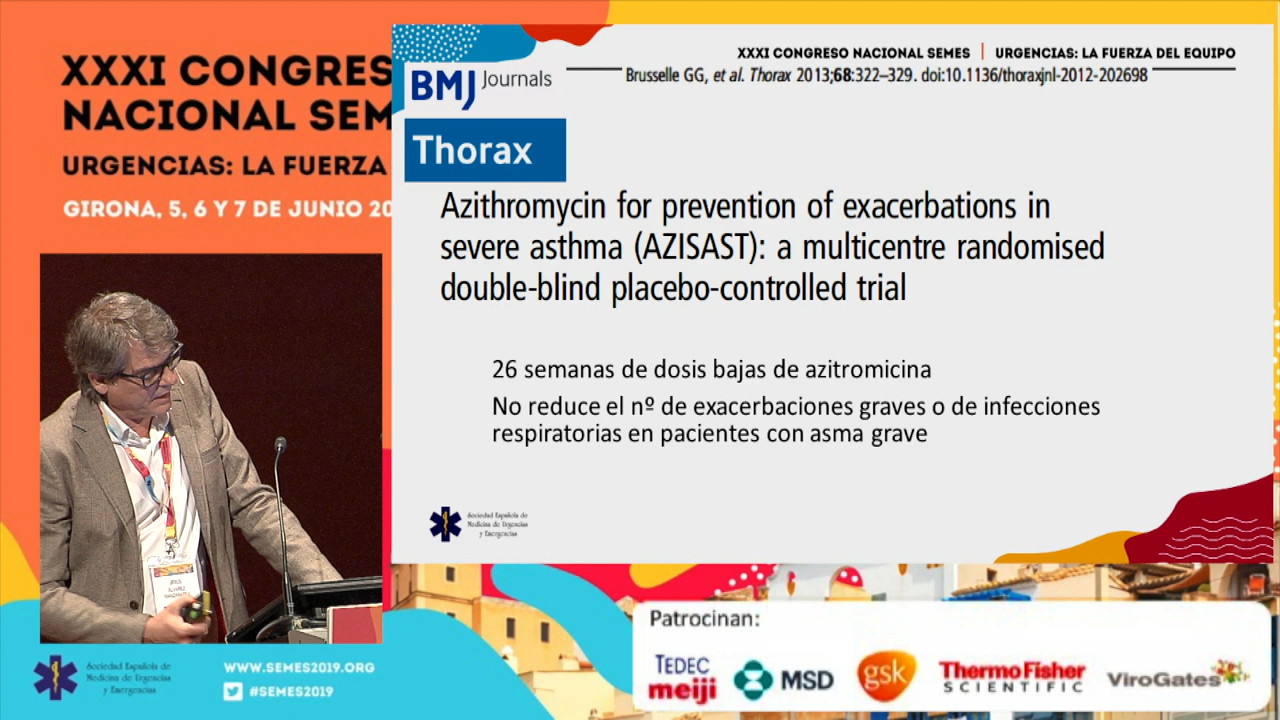 XXXI CONGRES
NACIONAL SEM
URGENCIAS: LA FUERZA
GIRONA, 5, 6 Y 7 DE JUNIO 20
XXXI CONGRESO NACIONAL SEMES | URGENCIAS: LA FUERZA DEL EQUIPO
Brusselle GG, et al. Thorax 2013;68:322–329. doi:10.1136/thoraxjnl-2012-202698
BMJ Journals
Thorax
Azithromycin for prevention of exacerbations in
severe asthma (AZISAST): a multicentre randomised
double-blind placebo-controlled trial
26 semanas de dosis bajas de azitromicina
No reduce el nº de exacerbaciones graves o de infecciones
respiratorias en pacientes con asma grave
Sociedad Española de
Medicina de Urgencias
y Emergencias
JESUS
ALVAREZ
MANZANARES
Sociedad Española de
Medicina de Urgencias
y Emergencias
WWW.SEMES2019.ORG
#SEMES2019
Patrocinan:
TEDEC
meiji
MSD
gsk
ThermoFisher
SCIENTIFIC
ViroGates